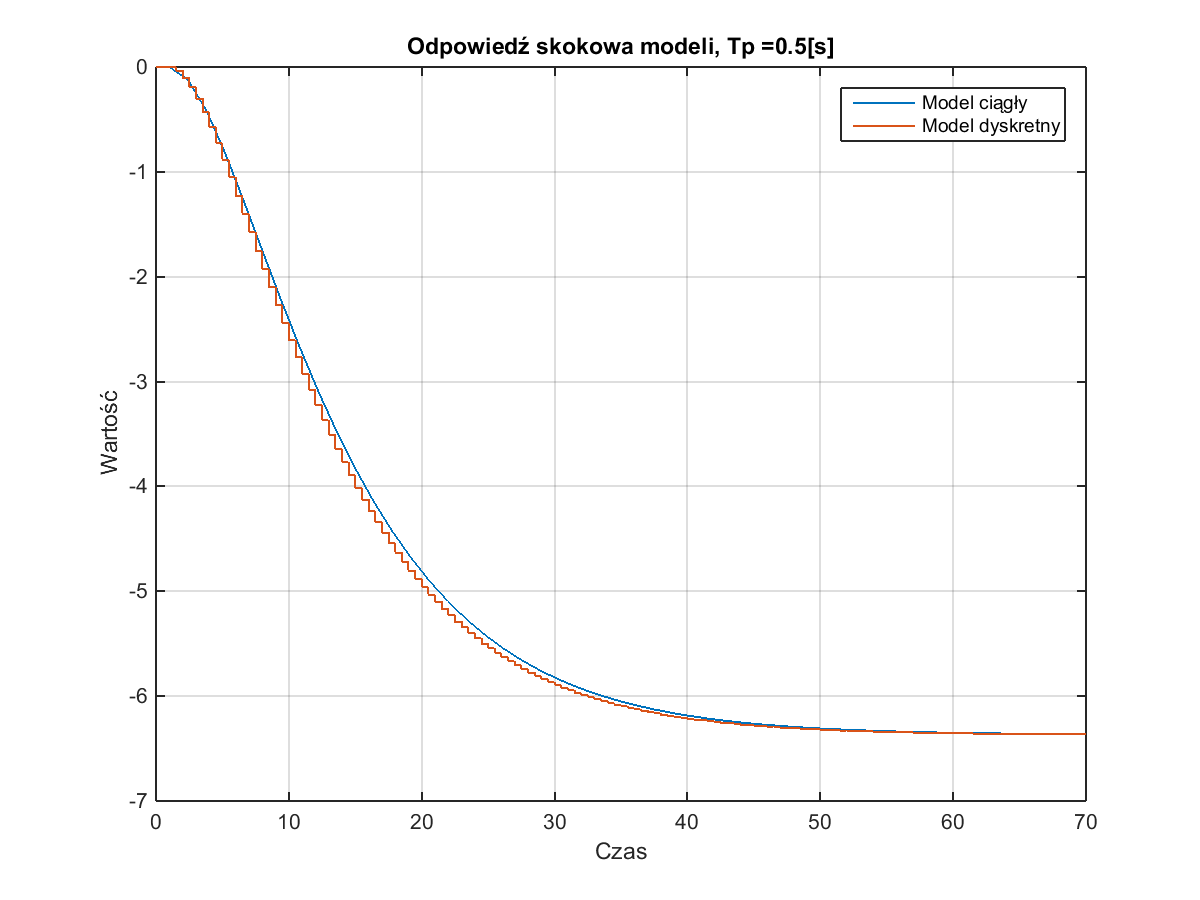 Odpowiedź skokowa modeli, Tp =0.5[s]
Model ciągły
Model dyskretny
0
-1
-2
-3
-4
-5
-6
-7
Wartość
0 10 20 30 40 50 60 70
Czas